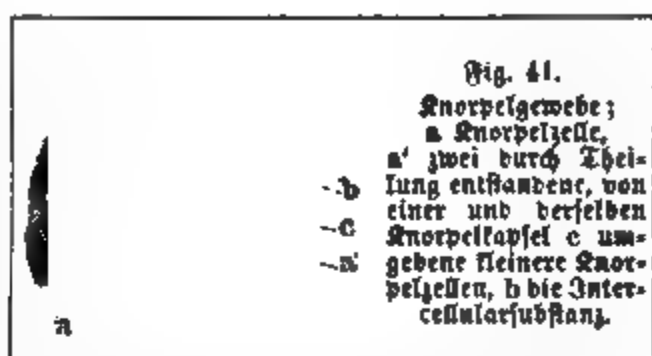 Fig. 41.
Knorpelgewebe;
a Knorpelzelle,
a' zwei durch Thei=
lung entstandene, von
einer und derselben
Knorpelkapsel c um=
gebene kleinere Knor=
pelzellen, b die Inter=
cellularsubstanz.
b
c
a'
a